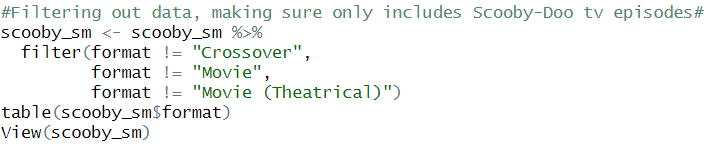 #Filtering out data, making sure only includes Scooby-Doo tv episodes#
scooby_sm <- scooby_sm %>%
  filter(format != "Crossover",
         format != "Movie",
         format != "Movie (Theatrical)")
table(scooby_sm$format)
View(scooby_sm)